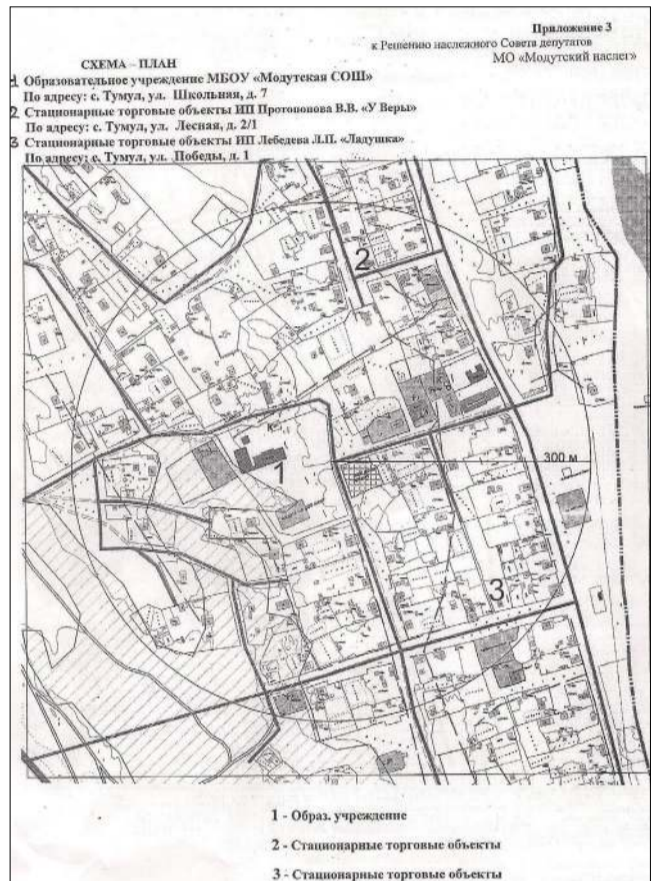 Приложение 3
к Решению наслежного Совета депутатов
МО «Модутский наслег»
СХЕМА – ПЛАН
1 Образовательное учреждение МБОУ «Модутская СОШ»
По адресу: с. Тумул, ул. Школьная, д. 7
2 Стационарные торговые объекты ИП Протопопова В.В. «У Веры»
По адресу: с. Тумул, ул. Лесная, д. 2/1
3 Стационарные торговые объекты ИП Лебедева Л.П. «Ладушка»
По адресу: с. Тумул, ул. Победы, д. 1
2
300 м
1
3
1 - Образ. учреждение
2 - Стационарные торговые объекты
3 - Стационарные торговые объекты